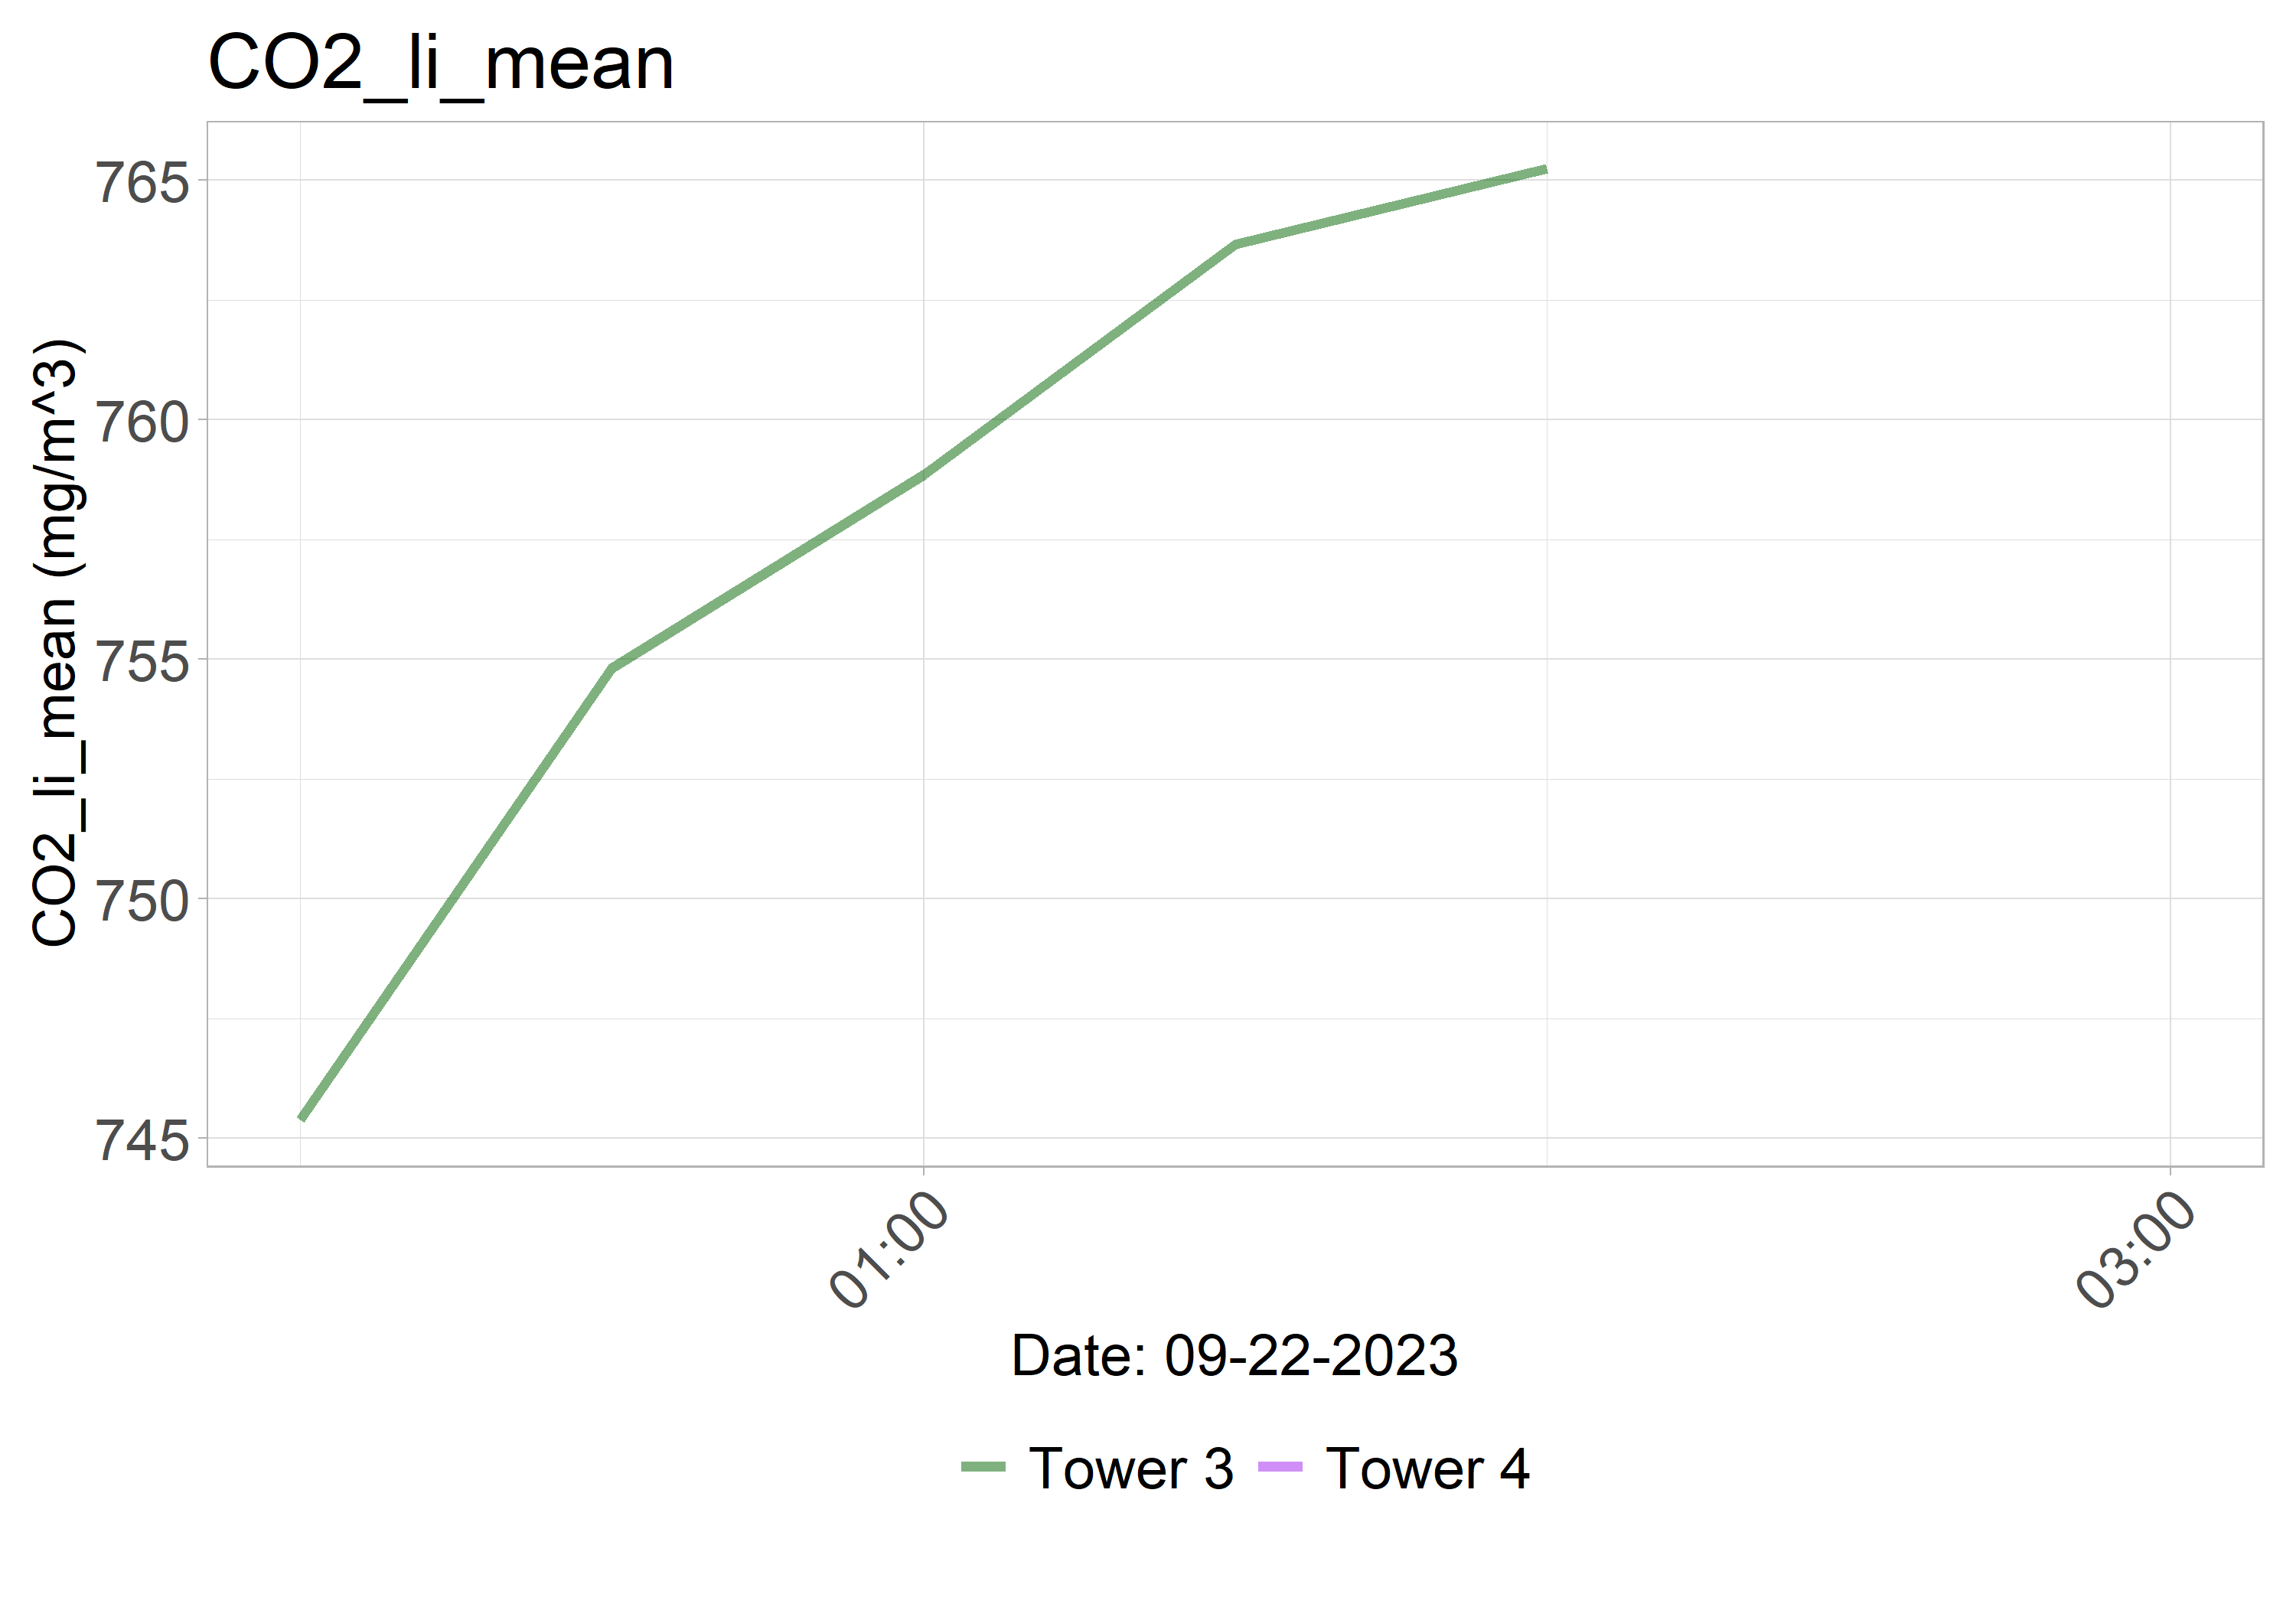 CO2_li_mean
CO2_li_mean (mg/m^3)
765
760
755
750
745
01:00
03:00
Date: 09-22-2023
Tower 3
Tower 4